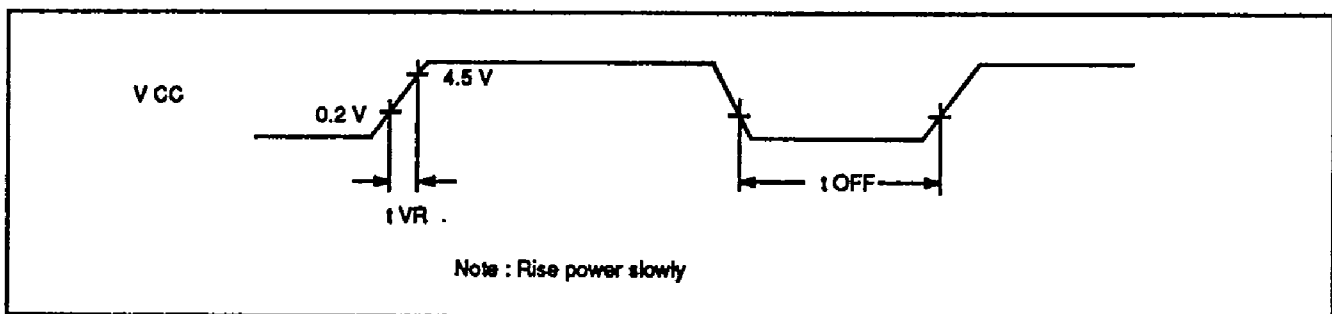 4.5 V
V CC
0.2 V
t OFF
t VR .
Note : Rise power slowly